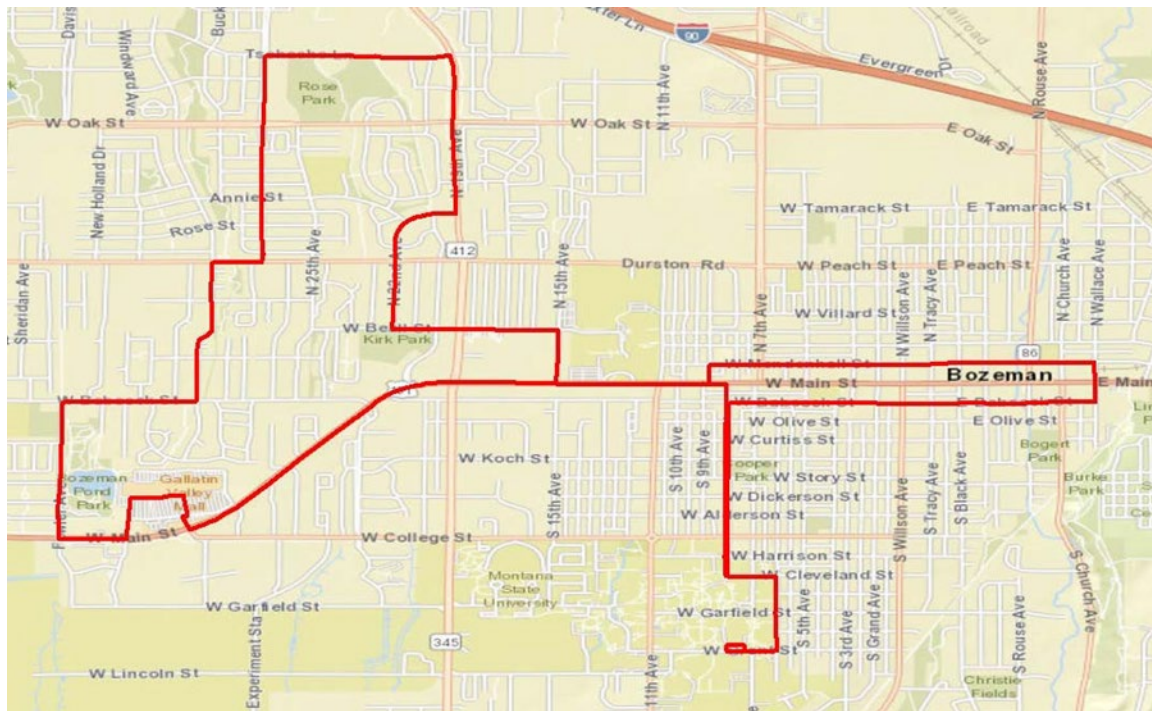 Davis
Windward Ave
Buck
90
Evergreen Dr
N Rouse Ave
Rose
Park
W Oak St
W Oak St
N 11th Ave
E Oak St
N 19th Ave
New Holland Dr
Annie St
Rose St
W Tamarack St
E Tamarack St
412
Sheridan Ave
N 25th Ave
N 22nd Ave
N 15th Ave
Durston Rd
W Peach St
E Peach St
N Church Ave
N Wallace Ave
N 7th Ave
W Villard St
N Willson Ave
N Tracy Ave
Kirk Park
W Mendenhall St
86
W Main St
Bozeman
E Main
W Babcock St
W Babcock St
E Babcock St
W Olive St
E Olive St
W Curtiss St
Bogert
Park
W Koch St
S 10th Ave
S 9th Ave
Cooper
Park
W Story St
Burke
Park
Bozeman
Pond
Park
Gallatin
Valley
Mall
W Dickerson St
W Alderson St
S 15th Ave
S Willson Ave
S Tracy Ave
S Black Ave
W Main St
W College St
W Harrison St
W Cleveland St
S Church Ave
Montana
State
University
W Garfield St
W Garfield St
S 5th Ave
S 3rd Ave
S Grand Ave
S Rouse Ave
345
W Grant St
11th Ave
W Lincoln St
Experiment Sta
Christie
Fields